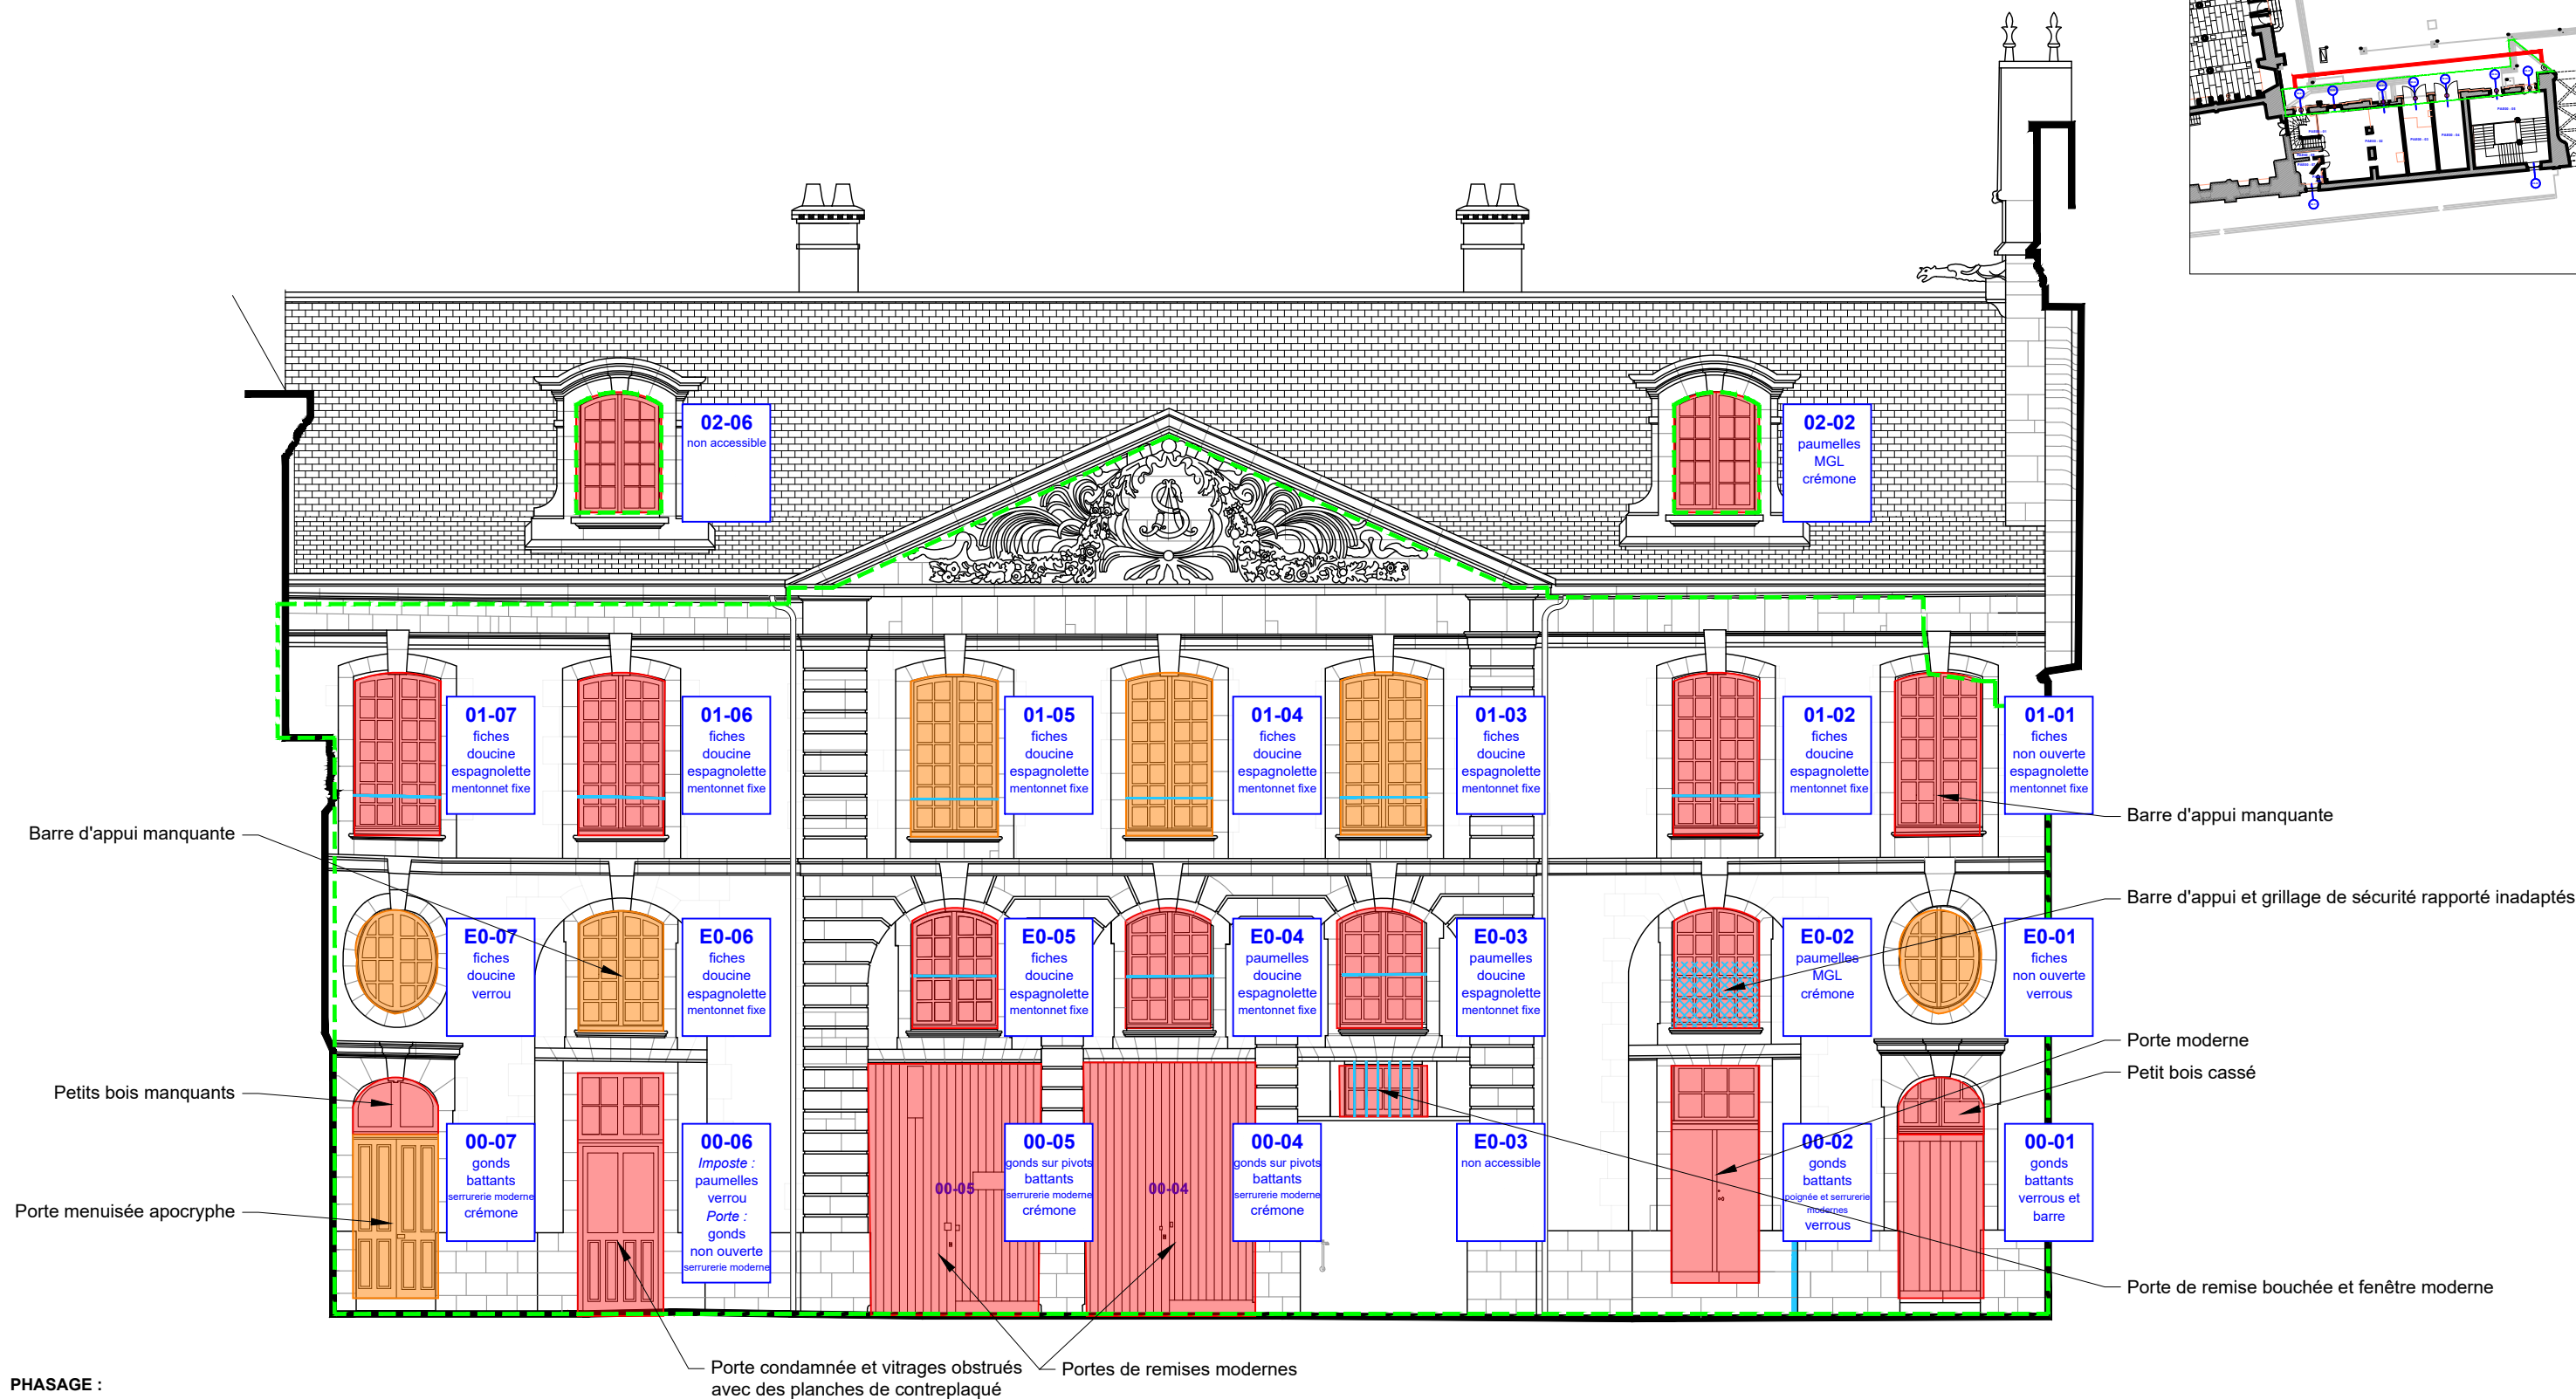 02-06
non accessible
02-02
paumelles
MGL
crémone
01-07
fiches
doucine
espagnolette
mentonnet fixe
01-06
fiches
doucine
espagnolette
mentonnet fixe
01-05
fiches
doucine
espagnolette
mentonnet fixe
01-04
fiches
doucine
espagnolette
mentonnet fixe
01-03
fiches
doucine
espagnolette
mentonnet fixe
01-02
fiches
doucine
espagnolette
mentonnet fixe
01-01
fiches
non ouverte
espagnolette
mentonnet fixe
Barre d'appui manquante
Barre d'appui manquante
Barre d'appui et grillage de sécurité rapporté inadaptés
E0-07
fiches
doucine
verrou
E0-06
fiches
doucine
espagnolette
mentonnet fixe
E0-05
fiches
doucine
espagnolette
mentonnet fixe
E0-04
paumelles
doucine
espagnolette
mentonnet fixe
E0-03
paumelles
doucine
espagnolette
mentonnet fixe
E0-02
paumelles
MGL
crémone
E0-01
fiches
non ouverte
verrous
Porte moderne
Petit bois cassé
Petits bois manquants
Porte menuisée apocryphe
00-07
gonds
battants
serrurerie moderne
crémone
00-06
Imposte :
paumelles
verrou
Porte :
gonds
non ouverte
serrurerie moderne
00-05
00-05
gonds sur pivots
battants
serrurerie moderne
crémone
00-04
00-04
gonds sur pivots
battants
serrurerie moderne
crémone
E0-03
non accessible
00-02
gonds
battants
poignée et serrurerie
modernes
verrous
00-01
gonds
battants
verrous et
barre
Porte de remise bouchée et fenêtre moderne
Porte condamnée et vitrages obstrués
avec des planches de contreplaqué
Portes de remises modernes
PHASAGE :